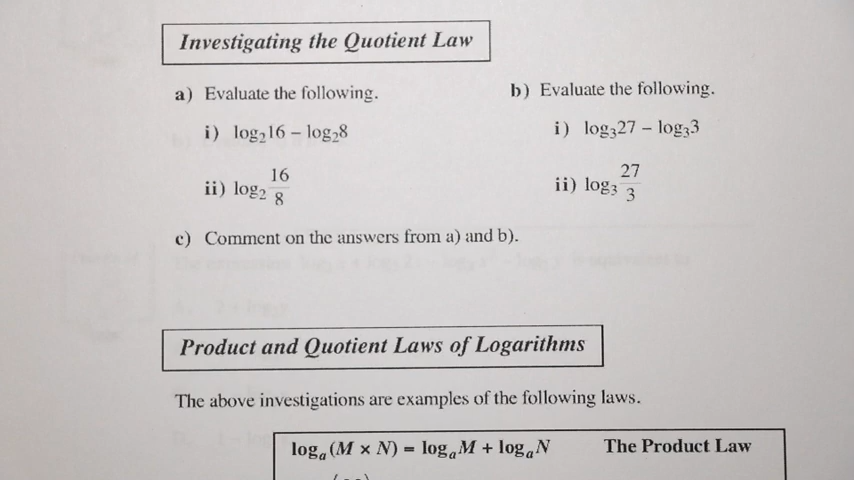 Investigating the Quotient Law
a) Evaluate the following.
b) Evaluate the following.
i) log₂16 – log₂8
i) log₃27 – log₃3
ii) log₂ 16/8
ii) log₃ 27/3
c) Comment on the answers from a) and b).
Product and Quotient Laws of Logarithms
The above investigations are examples of the following laws.
logₐ(M × N) = logₐM + logₐN The Product Law